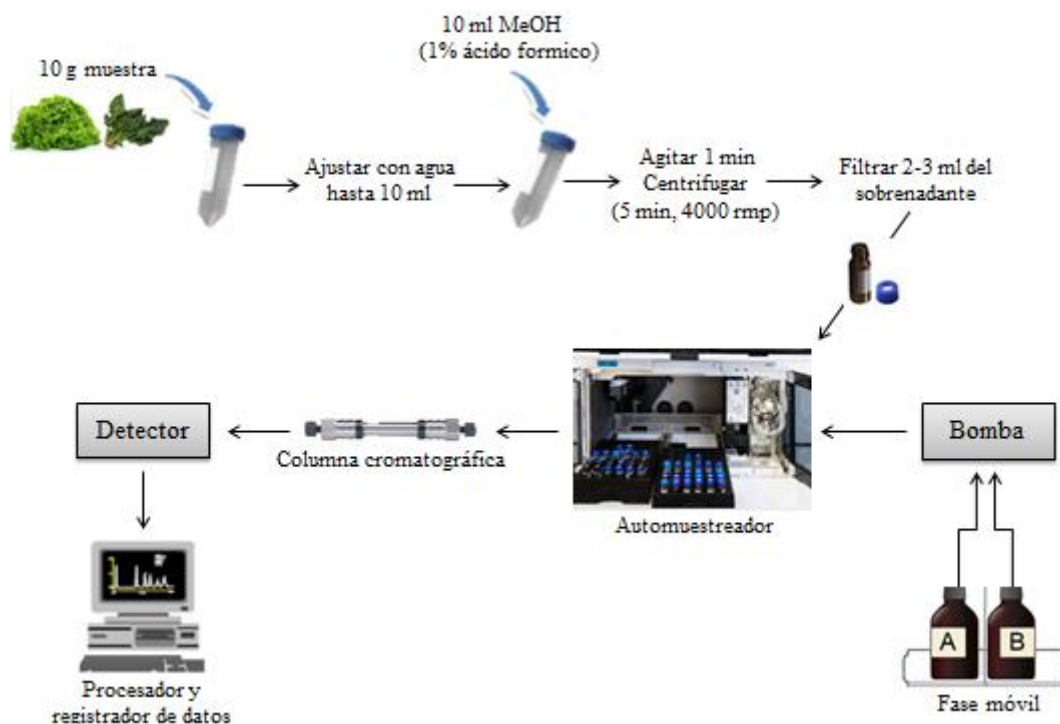 10 ml MeOH
(1% ácido formico)
10 g muestra
Ajustar con agua
hasta 10 ml
Agitar 1 min
Centrifugar
(5 min, 4000 rmp)
Filtrar 2-3 ml del
sobrenadante
Detector
Columna cromatográfica
Automuestreador
Bomba
A
B
Procesador y
registrador de datos
Fase móvil